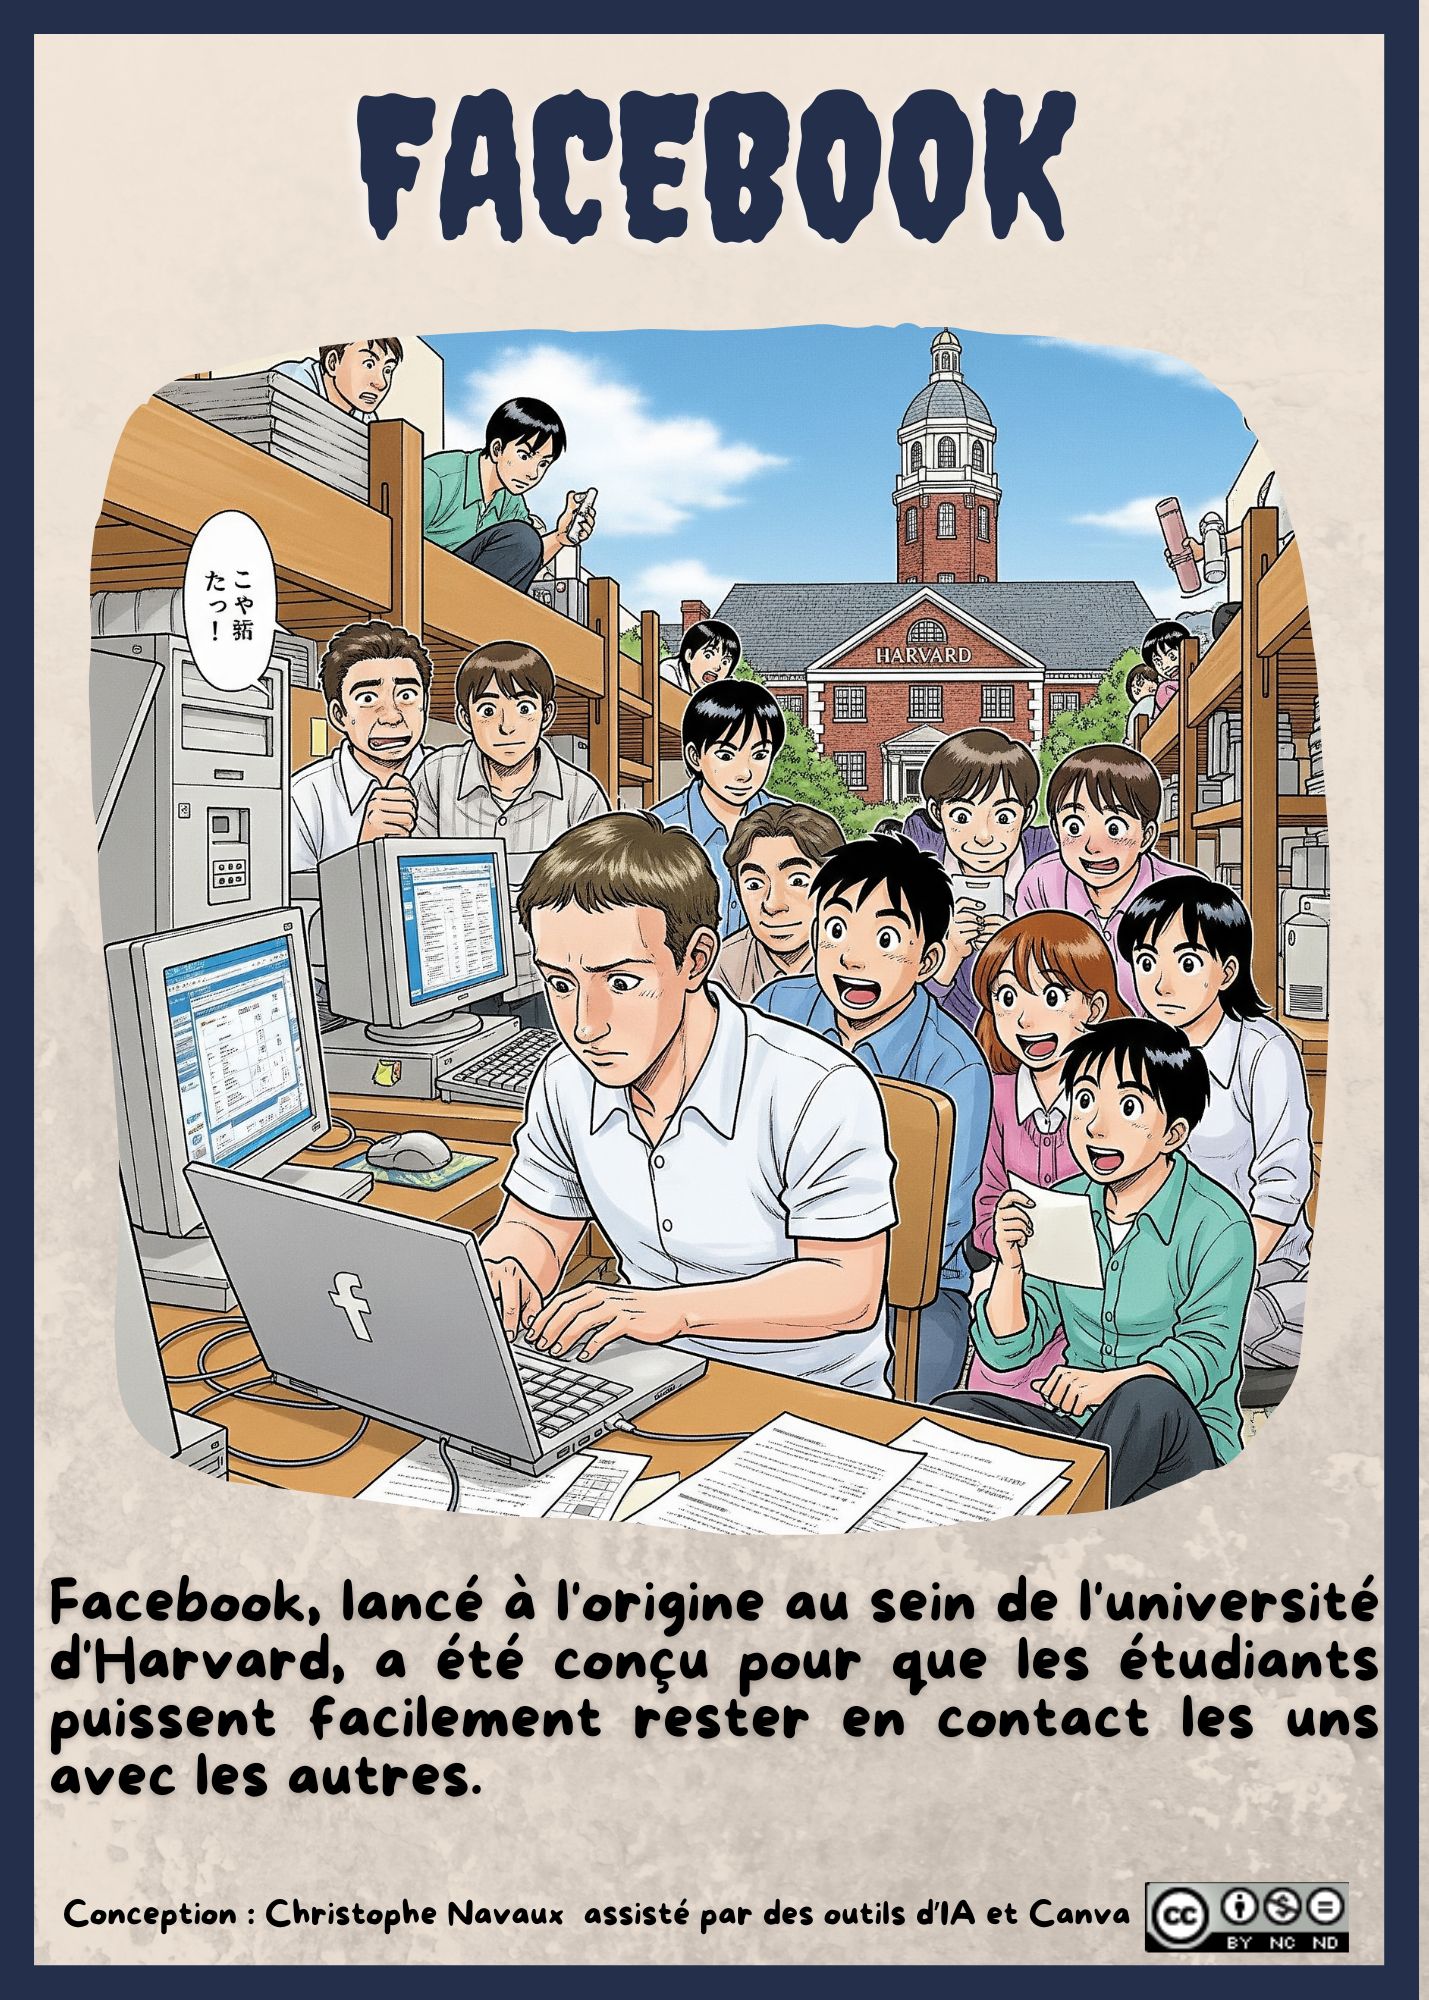 FACEBOOK
こや
たっ！
HARVARD
f
Facebook, lancé à l'origine au sein de l'université
d'Harvard, a été conçu pour que les étudiants
puissent facilement rester en contact les uns
avec les autres.
Conception : Christophe Navaux assisté par des outils d'IA et Canva
cc
BY NC ND